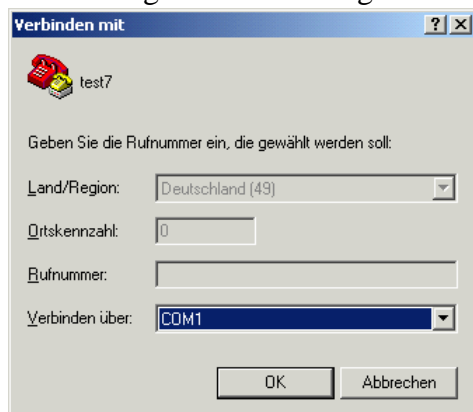 Verbinden mit
test7
Geben Sie die Rufnummer ein, die gewählt werden soll:
Land/Region: Deutschland (49)
Ortskennzahl: 0
Rufnummer:
Verbinden über: COM1
OK Abbrechen